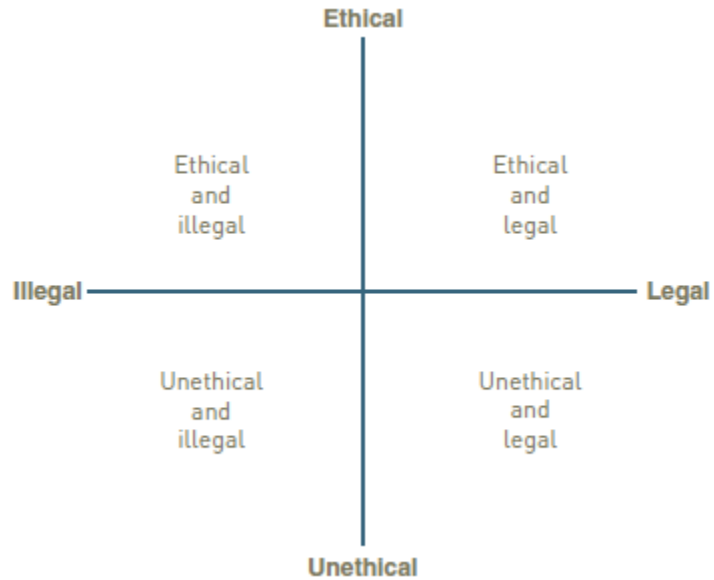 Ethical
Ethical
and
illegal
Ethical
and
legal
Illegal
Legal
Unethical
and
illegal
Unethical
and
legal
Unethical